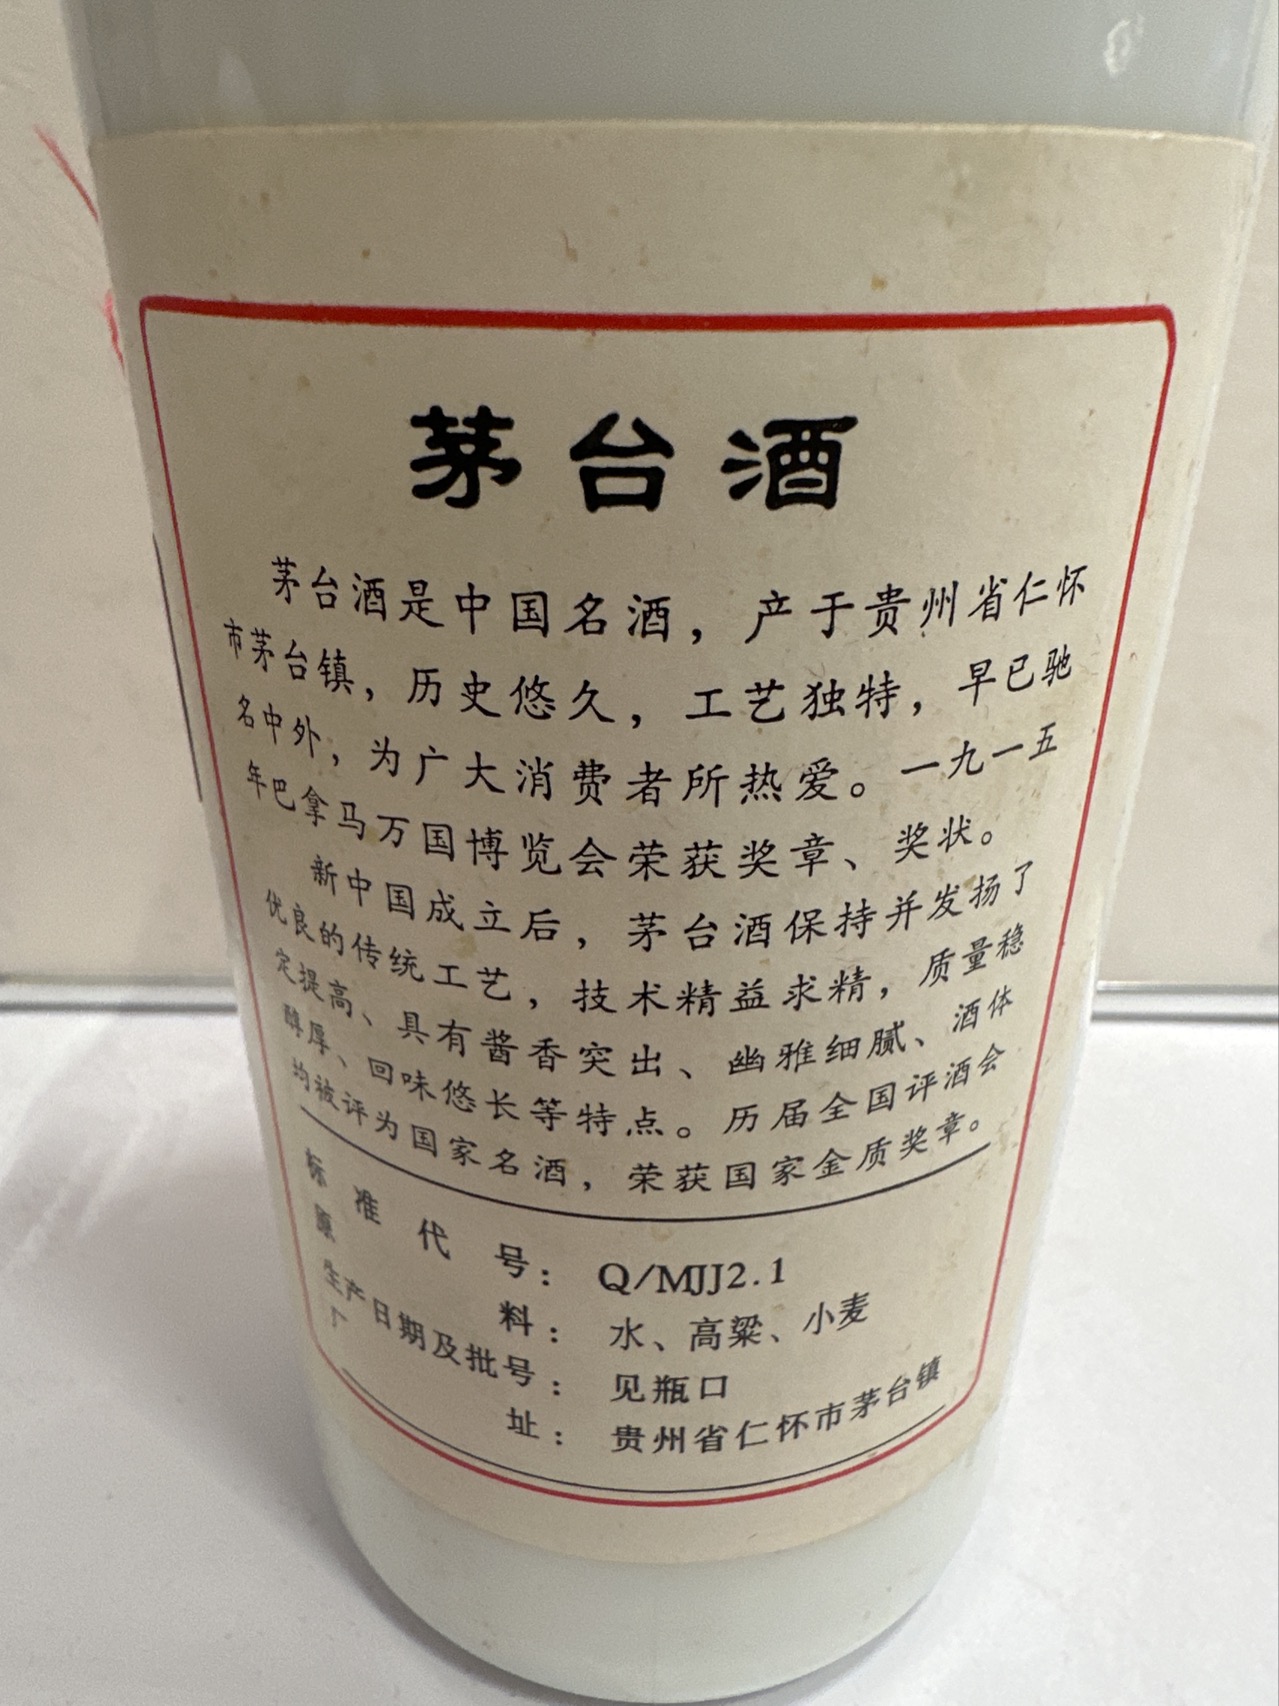 茅台酒
茅台酒是中国名酒，产于贵州省仁怀
市茅台镇，历史悠久，工艺独特，早已驰
名中外，为广大消费者所热爱。一九一五
年巴拿马万国博览会荣获奖章、奖状。
新中国成立后，茅台酒保持并发扬了
优良的传统工艺，技术精益求精，质量稳
定提高、具有酱香突出、幽雅细腻、酒体
醇厚、回味悠长等特点。历届全国评酒会
均被评为国家名酒，荣获国家金质奖章。
标准代号：Q/MJJ2.1
原料：水、高粱、小麦
生产日期及批号：见瓶口
厂址：贵州省仁怀市茅台镇